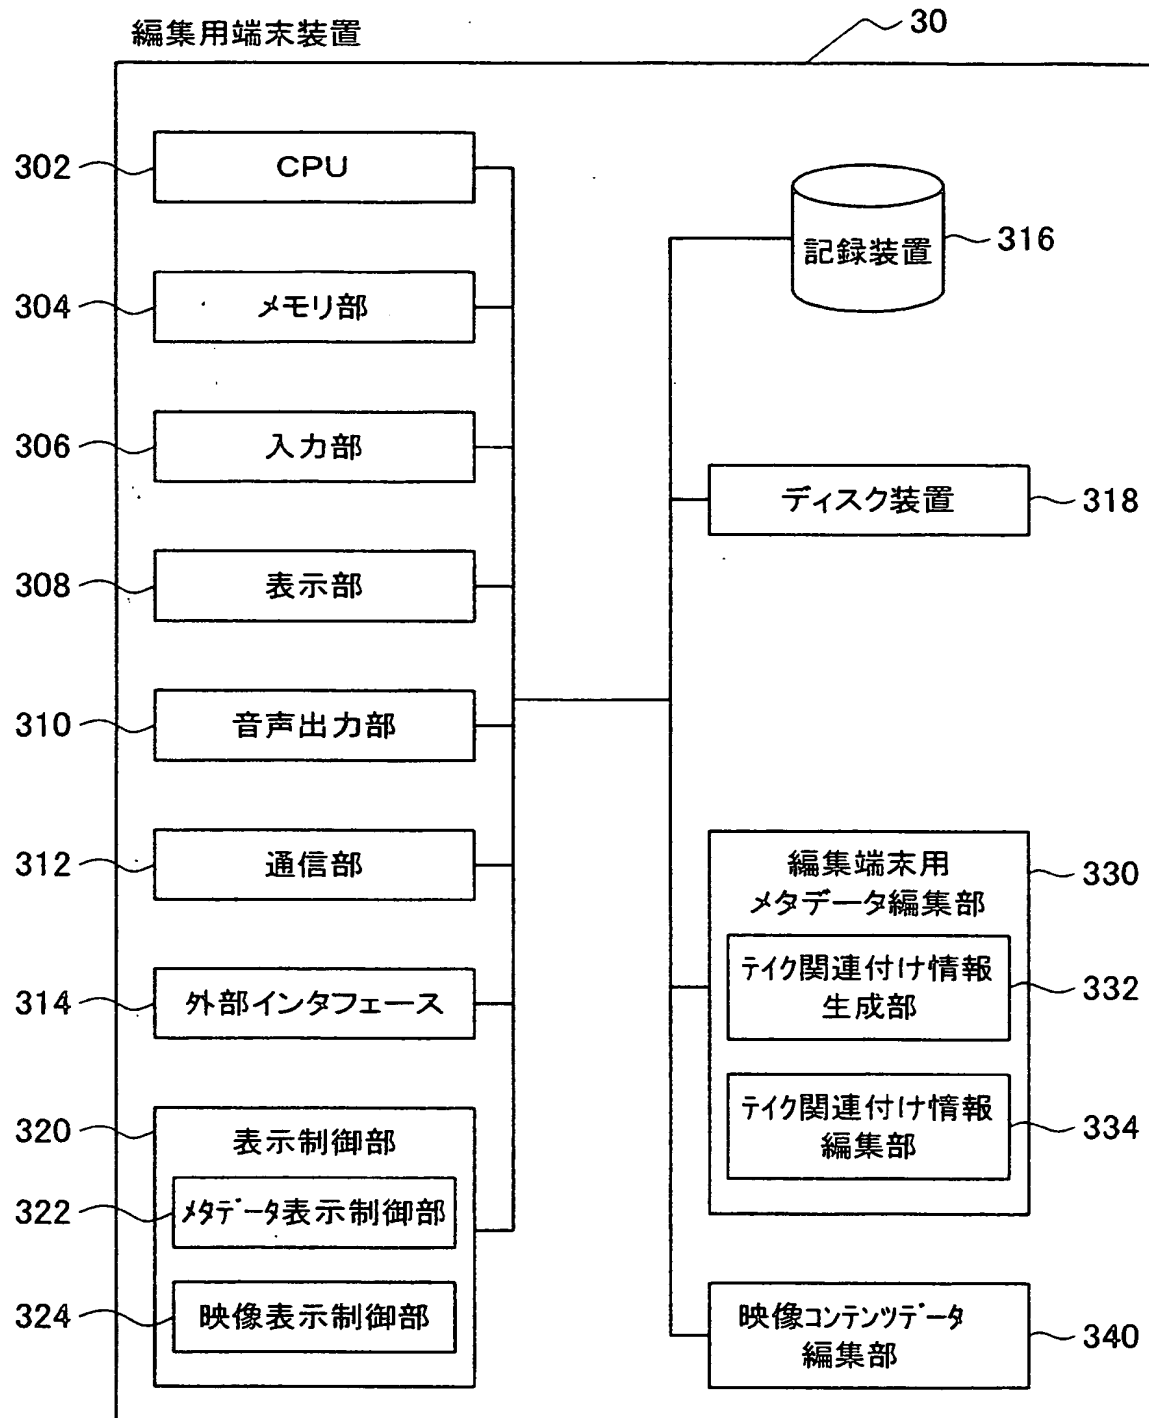 編集用端末装置
30
302
CPU
304
メモリ部
306
入力部
308
表示部
310
音声出力部
312
通信部
314
外部インタフェース
320
表示制御部
322
メタデータ表示制御部
324
映像表示制御部
記録装置
316
ディスク装置
318
編集端末用
メタデータ編集部
330
テイク関連付け情報
生成部
332
テイク関連付け情報
編集部
334
映像コンテンツデータ
編集部
340